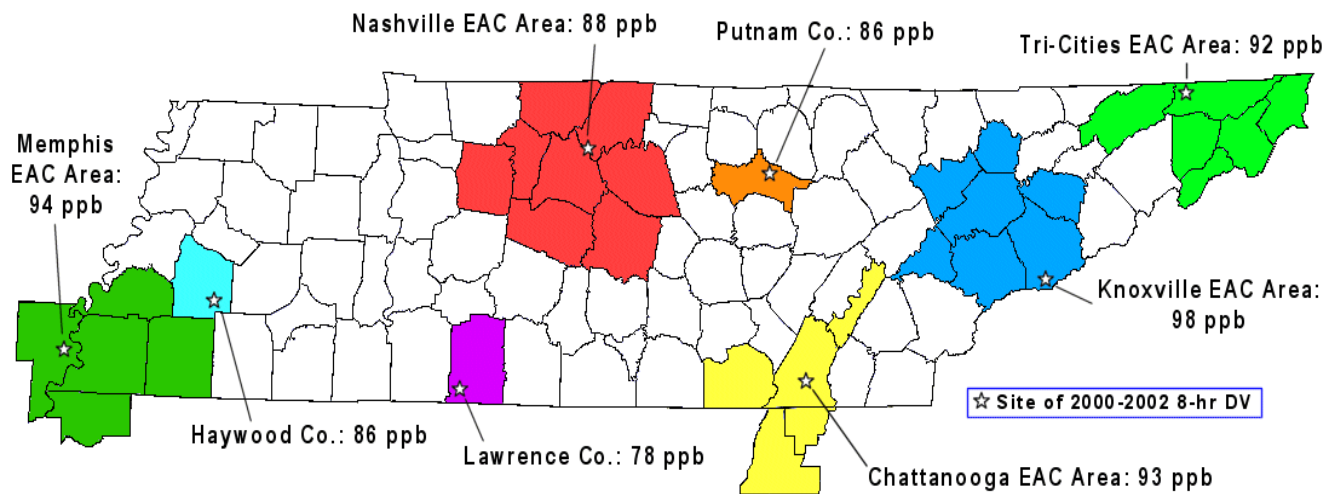 Nashville EAC Area: 88 ppb
Putnam Co.: 86 ppb
Tri-Cities EAC Area: 92 ppb
Memphis
EAC Area:
94 ppb
Knoxville EAC Area:
98 ppb
Site of 2000-2002 8-hr DV
Haywood Co.: 86 ppb
Lawrence Co.: 78 ppb
Chattanooga EAC Area: 93 ppb